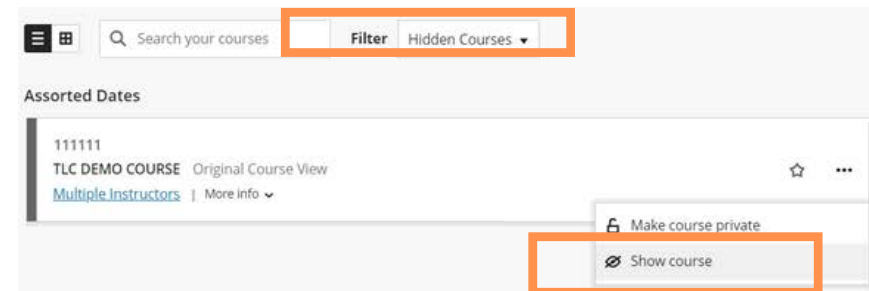 Search your courses Filter Hidden Courses
Assorted Dates
111111
TLC DEMO COURSE Original Course View
Multiple Instructors | More info
Make course private
Show course